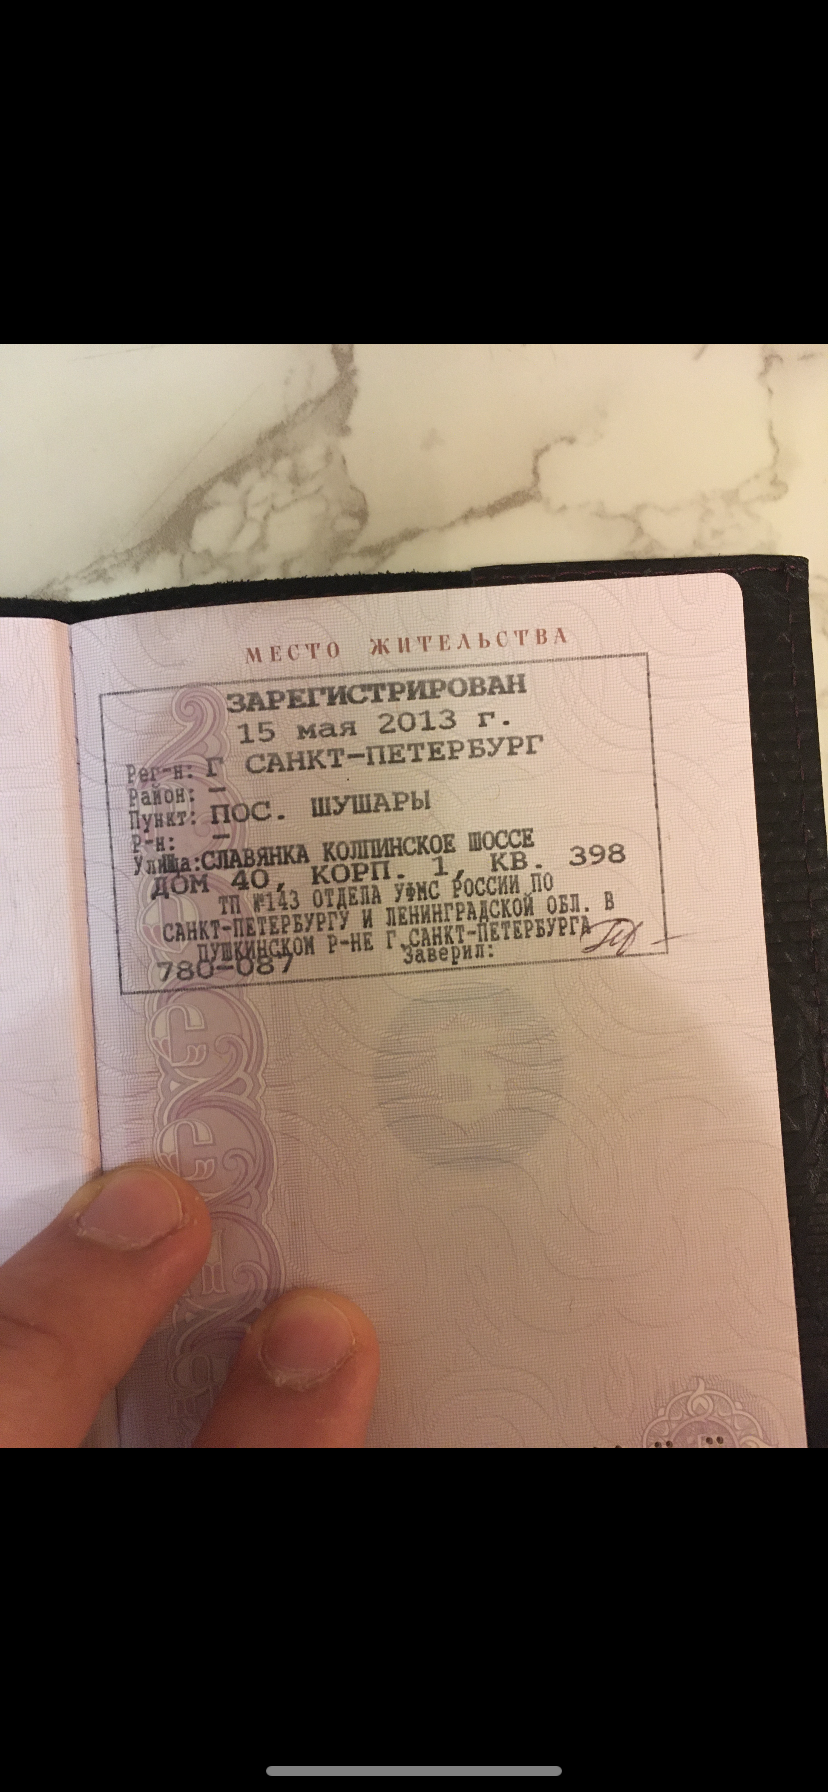 МЕСТО ЖИТЕЛЬСТВА
ЗАРЕГИСТРИРОВАН
15 мая 2013 г.
Рег-н: Г САНКТ-ПЕТЕРБУРГ
Район: –
Пункт: ПОС. ШУШАРЫ
Р-н: –
Улица: СЛАВЯНКА КОЛПИНСКОЕ ШОССЕ
ДОМ 40, КОРП. 1, КВ. 398
ТП №143 ОТДЕЛА УФМС РОССИИ ПО
САНКТ-ПЕТЕРБУРГУ И ЛЕНИНГРАДСКОЙ ОБЛ. В
ПУШКИНСКОМ Р-НЕ Г.САНКТ-ПЕТЕРБУРГА
780-087 Заверил: